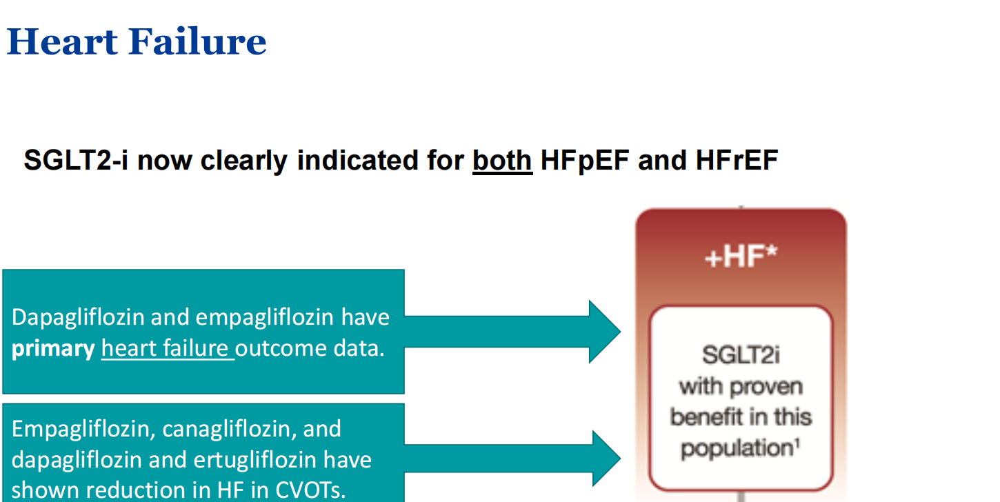 Heart Failure
SGLT2-i now clearly indicated for both HFpEF and HFrEF
+HF*
Dapagliflozin and empagliflozin have
primary heart failure outcome data.
SGLT2i
with proven
benefit in this
population¹
Empagliflozin, canagliflozin, and
dapagliflozin and ertugliflozin have
shown reduction in HF in CVOTs.